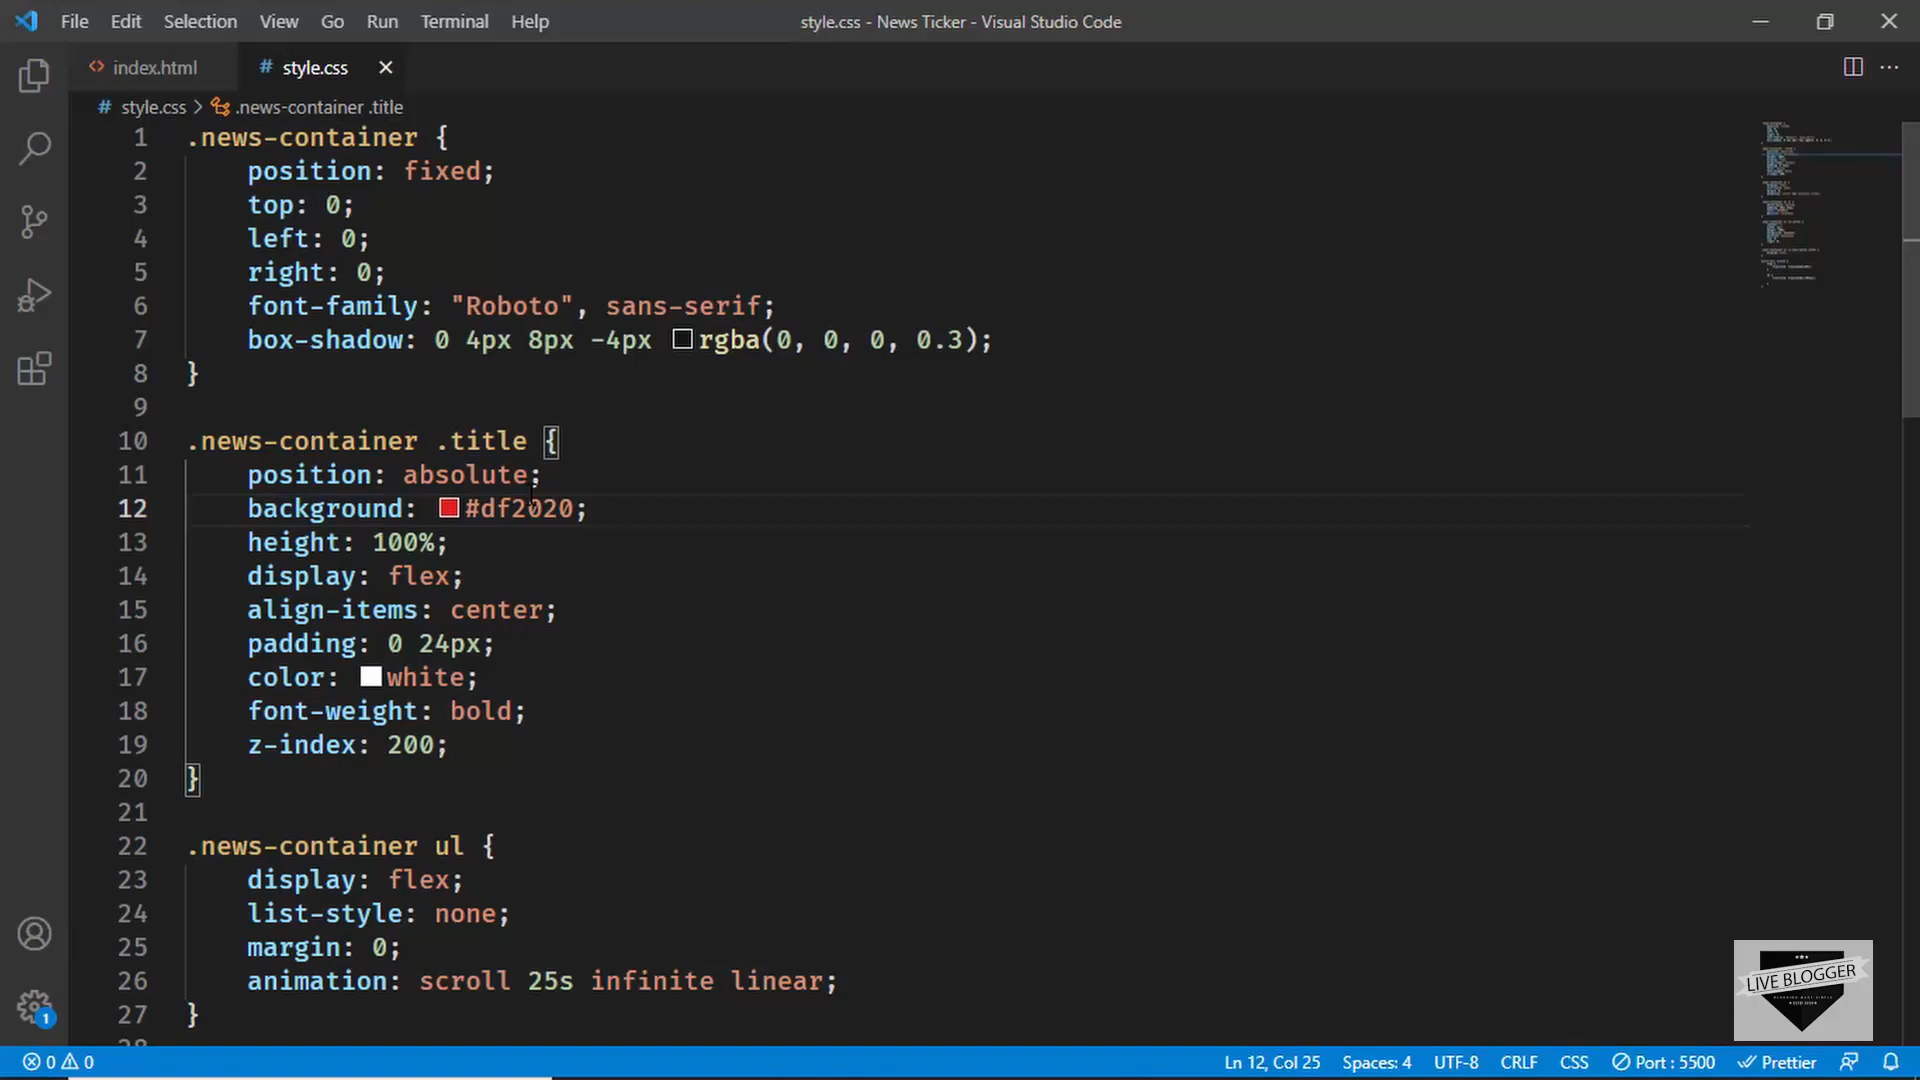 File Edit Selection View Go Run Terminal Help
style.css - News Ticker - Visual Studio Code
index.html
# style.css
# style.css > .news-container .title
1 .news-container {
2 position: fixed;
3 top: 0;
4 left: 0;
5 right: 0;
6 font-family: "Roboto", sans-serif;
7 box-shadow: 0 4px 8px -4px rgba(0, 0, 0, 0.3);
8 }
9
10 .news-container .title {
11 position: absolute;
12 background: #df2020;
13 height: 100%;
14 display: flex;
15 align-items: center;
16 padding: 0 24px;
17 color: white;
18 font-weight: bold;
19 z-index: 200;
20 }
21
22 .news-container ul {
23 display: flex;
24 list-style: none;
25 margin: 0;
26 animation: scroll 25s infinite linear;
27 }
LIVE BLOGGER
1
0 0
Ln 12, Col 25 Spaces: 4 UTF-8 CRLF CSS Port : 5500 Prettier